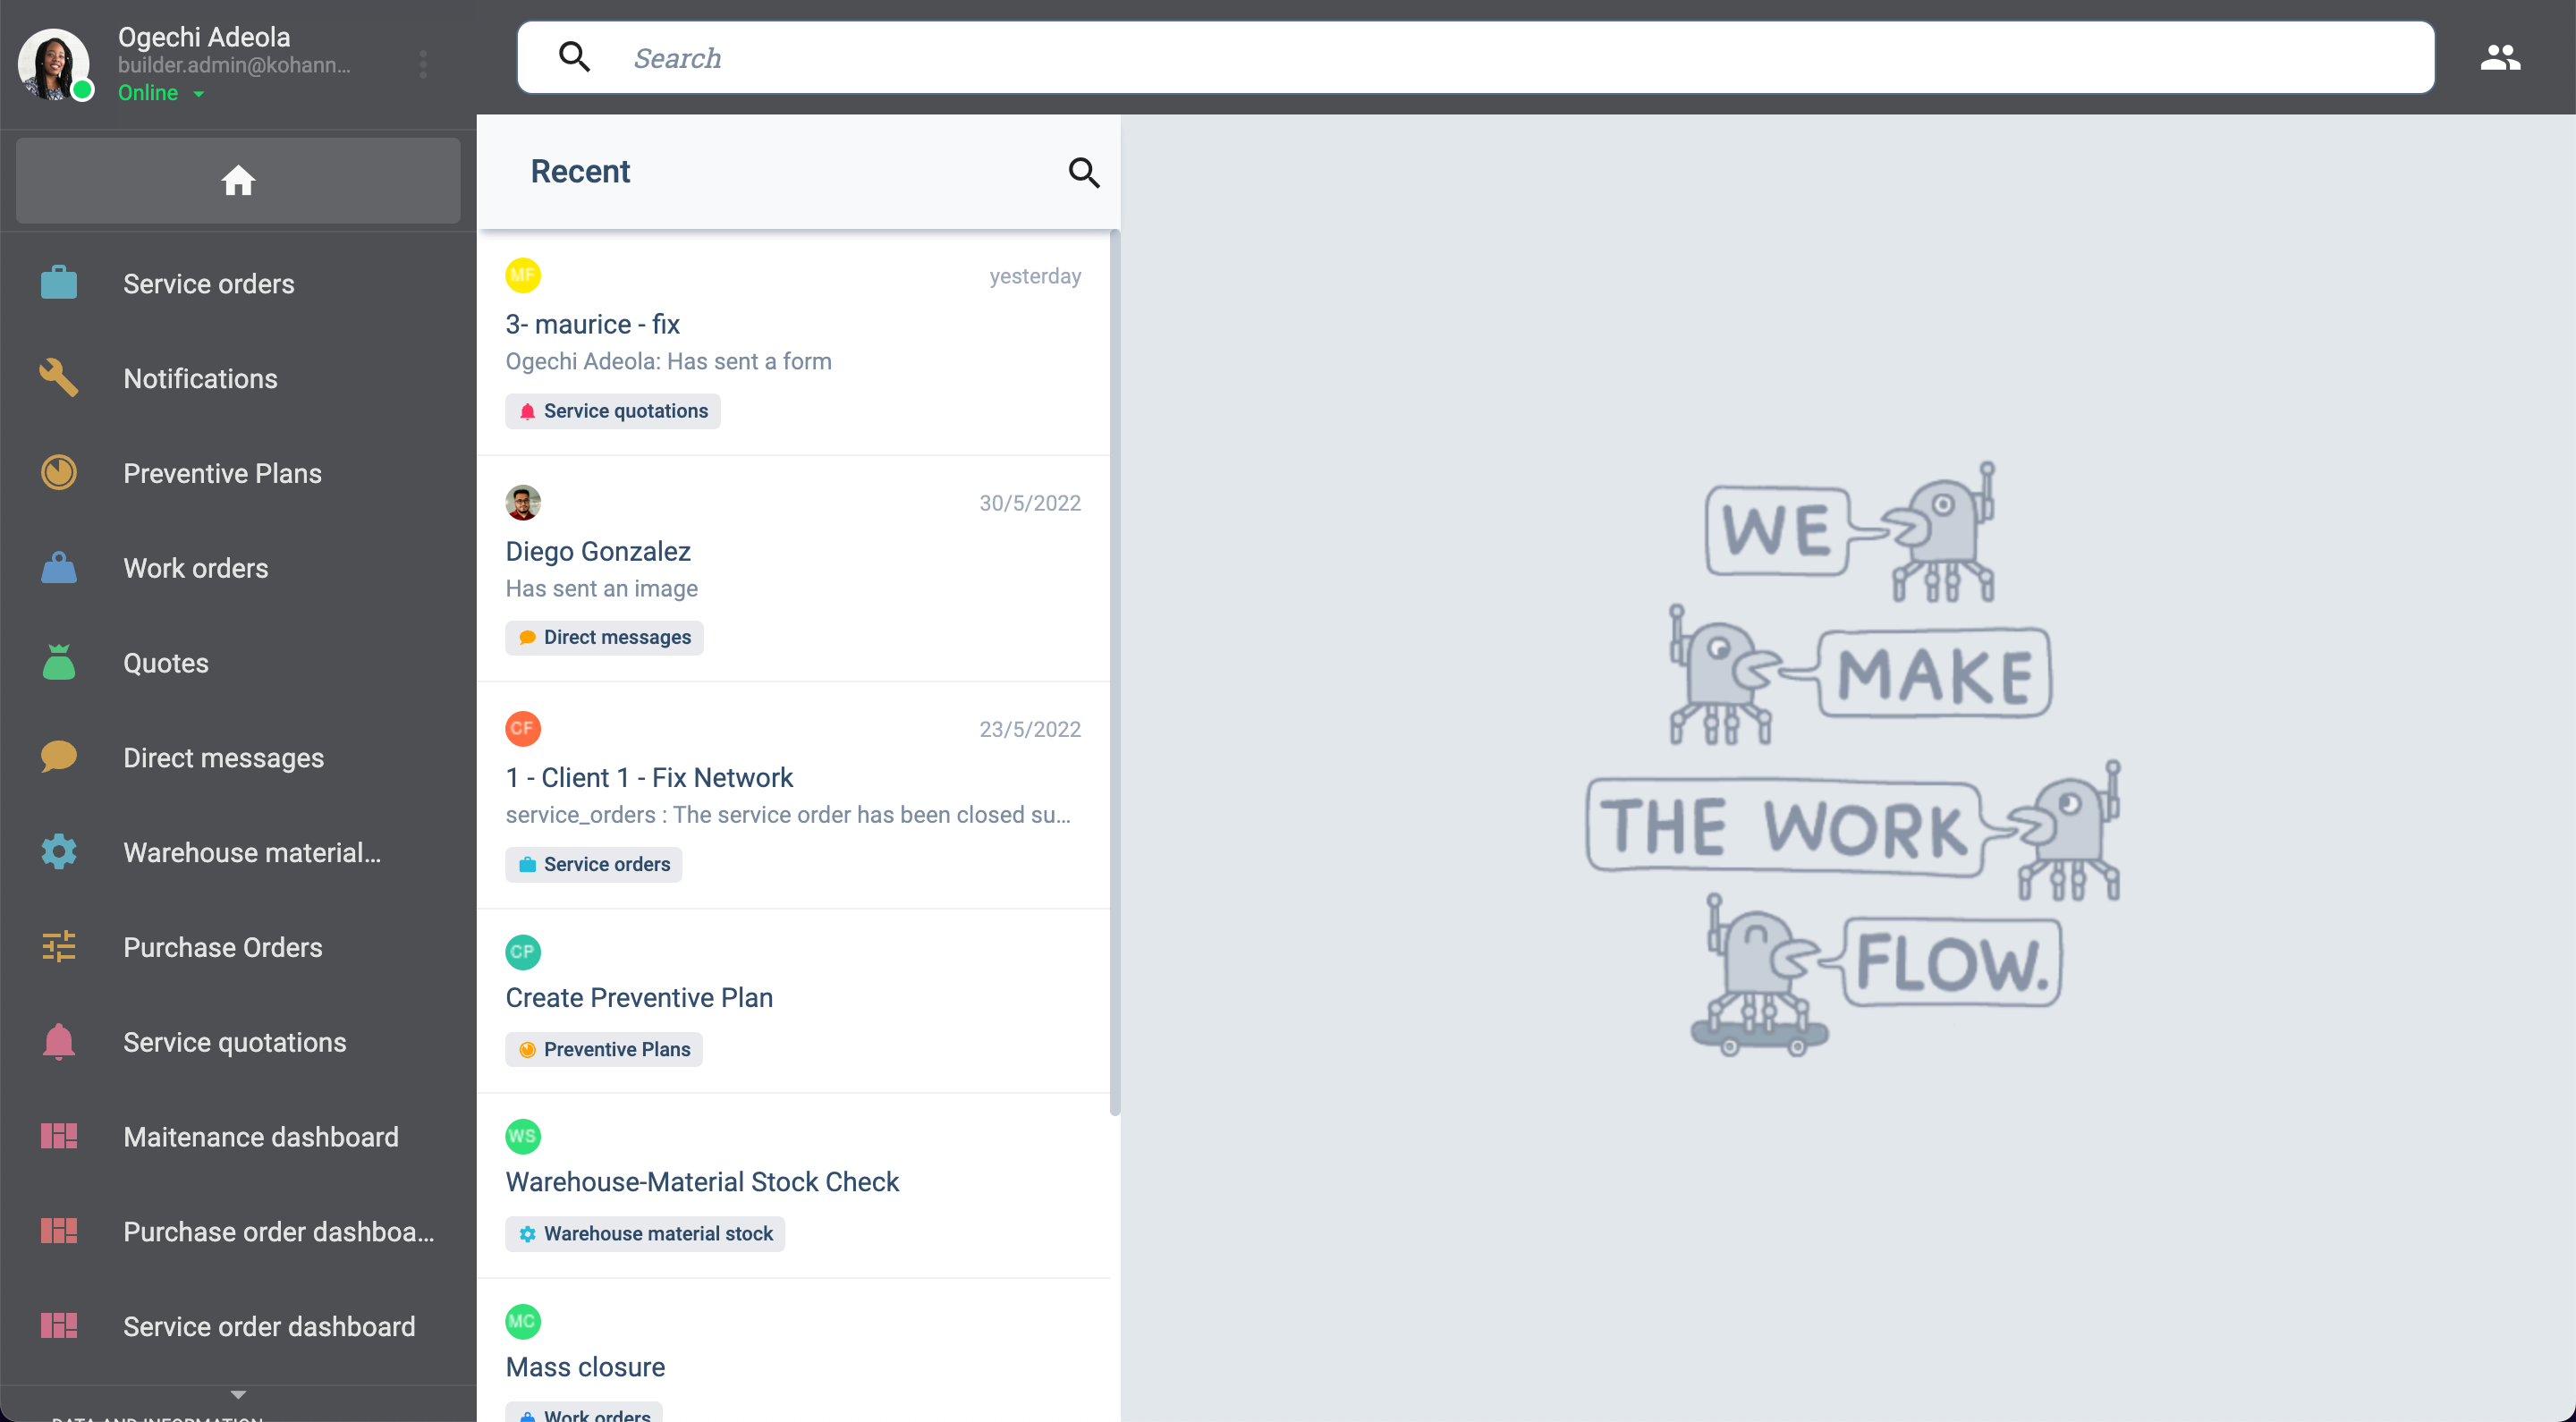 Ogechi Adeola
builder.admin@kohann...
Online
Search
Service orders
Notifications
Preventive Plans
Work orders
Quotes
Direct messages
Warehouse material...
Purchase Orders
Service quotations
Maitenance dashboard
Purchase order dashboa...
Service order dashboard
DATA AND INFORMATION
Recent
MF
yesterday
3- maurice - fix
Ogechi Adeola: Has sent a form
Service quotations
30/5/2022
Diego Gonzalez
Has sent an image
Direct messages
CF
23/5/2022
1 - Client 1 - Fix Network
service_orders : The service order has been closed su...
Service orders
CP
Create Preventive Plan
Preventive Plans
WS
Warehouse-Material Stock Check
Warehouse material stock
MC
Mass closure
Work orders
WE
MAKE
THE WORK
FLOW.